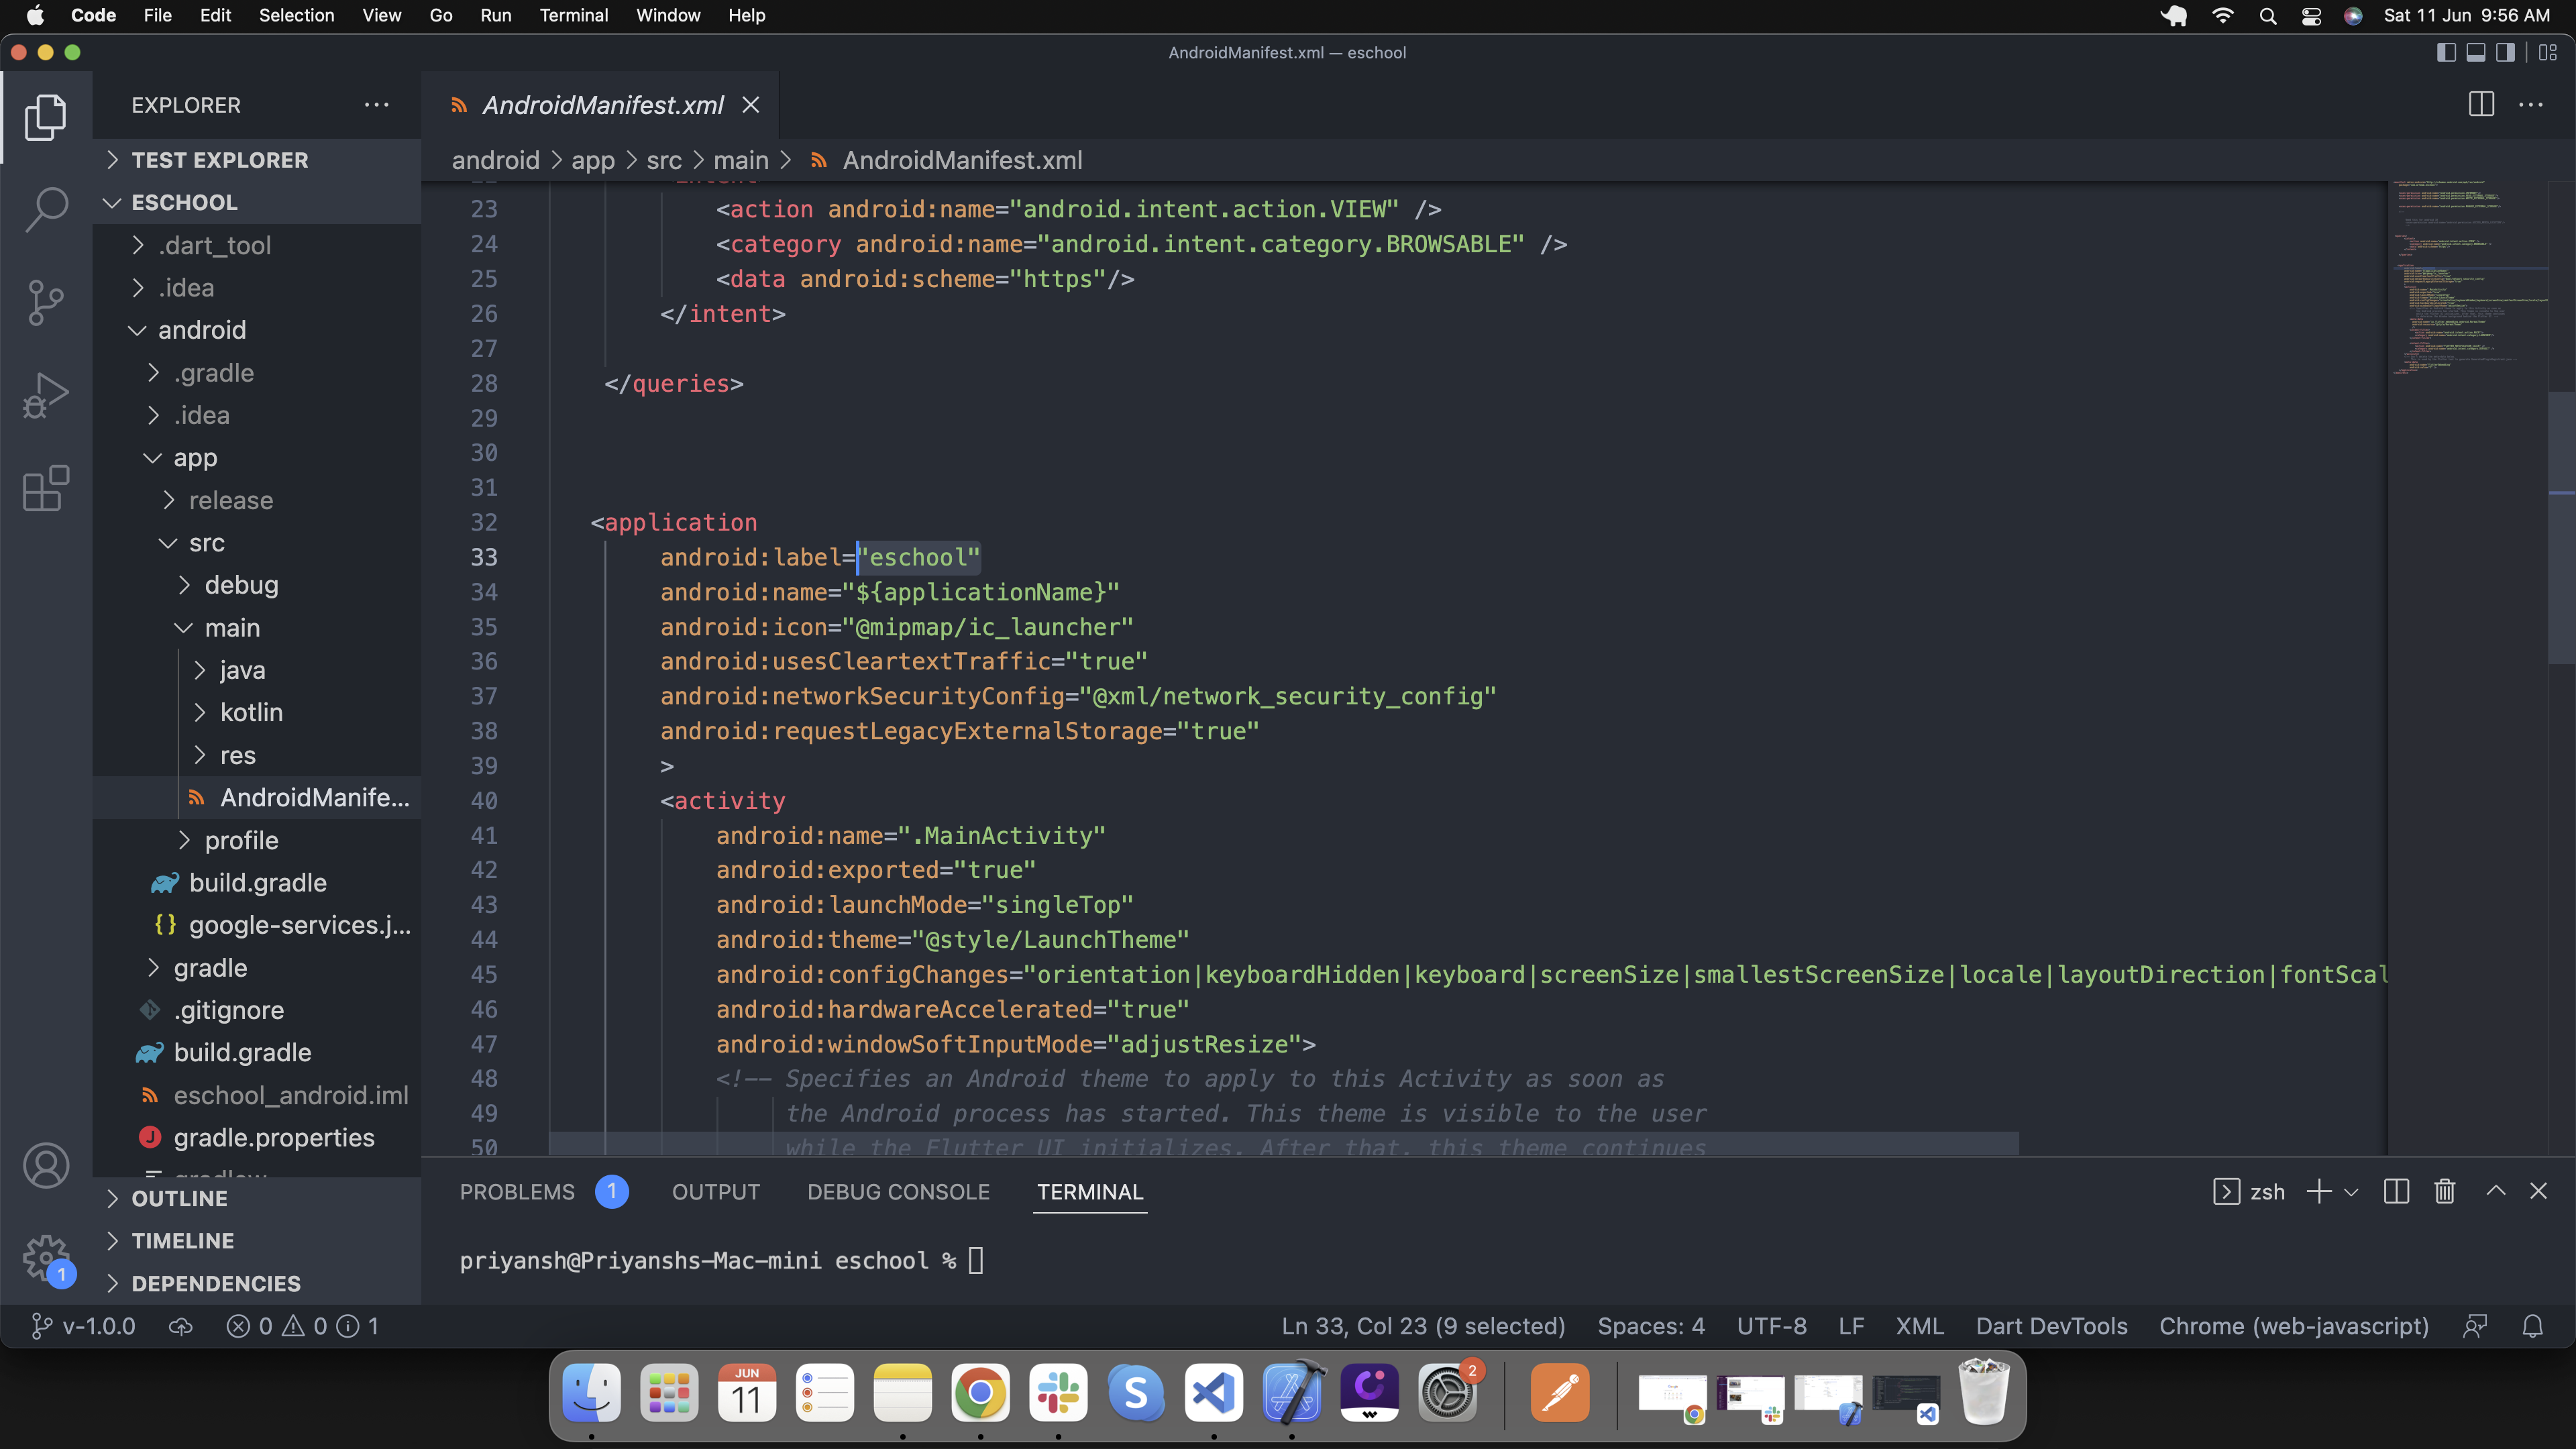 Code File Edit Selection View Go Run Terminal Window Help
Sat 11 Jun 9:56 AM
AndroidManifest.xml — eschool
EXPLORER
TEST EXPLORER
ESCHOOL
.dart_tool
.idea
android
.gradle
.idea
app
release
src
debug
main
java
kotlin
res
AndroidManife...
profile
build.gradle
google-services.j...
gradle
.gitignore
build.gradle
eschool_android.iml
gradle.properties
gradlew
OUTLINE
TIMELINE
DEPENDENCIES
AndroidManifest.xml
android > app > src > main > AndroidManifest.xml
23 <action android:name="android.intent.action.VIEW" />
24 <category android:name="android.intent.category.BROWSABLE" />
25 <data android:scheme="https"/>
26 </intent>
27
28 </queries>
29
30
31
32 <application
33 android:label="eschool"
34 android:name="${applicationName}"
35 android:icon="@mipmap/ic_launcher"
36 android:usesCleartextTraffic="true"
37 android:networkSecurityConfig="@xml/network_security_config"
38 android:requestLegacyExternalStorage="true"
39 >
40 <activity
41 android:name=".MainActivity"
42 android:exported="true"
43 android:launchMode="singleTop"
44 android:theme="@style/LaunchTheme"
45 android:configChanges="orientation|keyboardHidden|keyboard|screenSize|smallestScreenSize|locale|layoutDirection|fontScal
46 android:hardwareAccelerated="true"
47 android:windowSoftInputMode="adjustResize">
48 <!-- Specifies an Android theme to apply to this Activity as soon as
49 the Android process has started. This theme is visible to the user
50 while the Flutter UI initializes. After that, this theme continues
PROBLEMS 1 OUTPUT DEBUG CONSOLE TERMINAL
zsh
priyansh@Priyanshs-Mac-mini eschool %
1
v-1.0.0 0 0 1
Ln 33, Col 23 (9 selected) Spaces: 4 UTF-8 LF XML Dart DevTools Chrome (web-javascript)
JUN
11
S
2